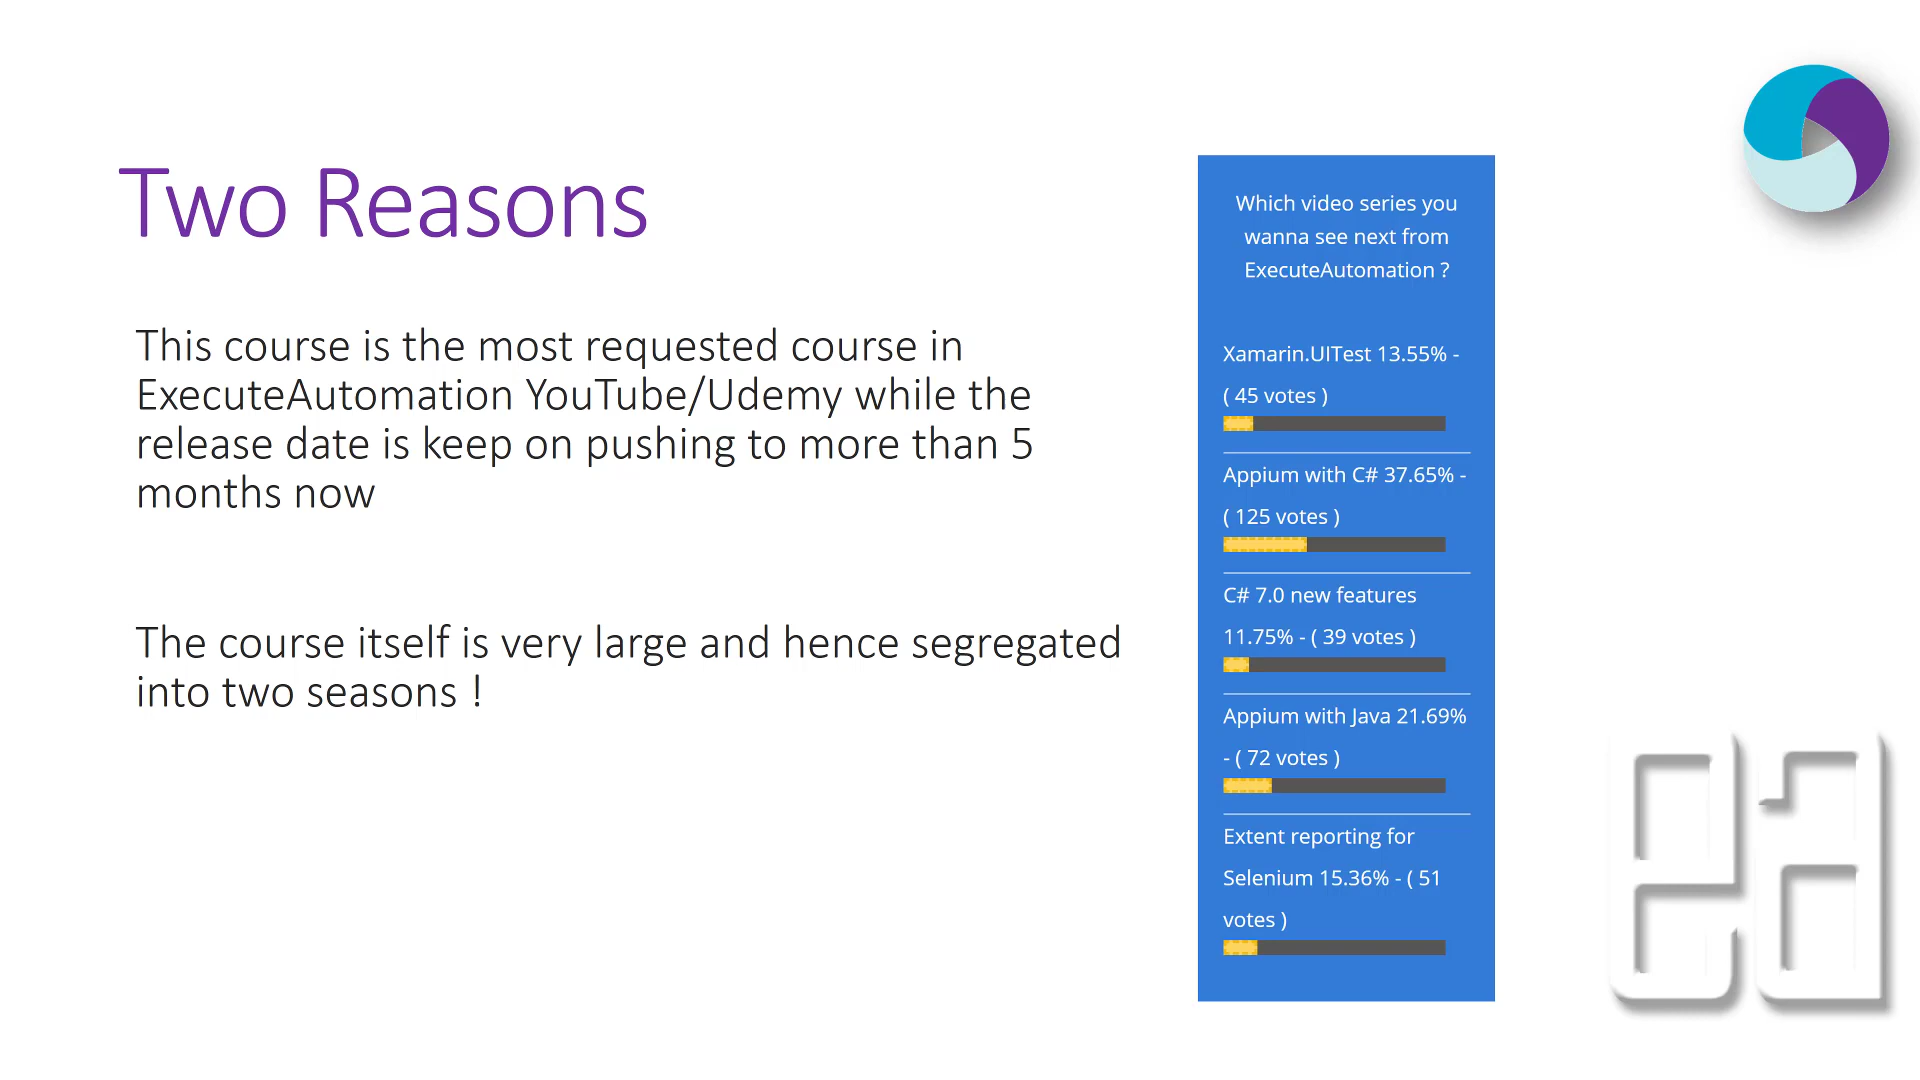 Two Reasons
This course is the most requested course in
ExecuteAutomation YouTube/Udemy while the
release date is keep on pushing to more than 5
months now
The course itself is very large and hence segregated
into two seasons !
Which video series you
wanna see next from
ExecuteAutomation ?
Xamarin.UITest 13.55% -
( 45 votes )
Appium with C# 37.65% -
( 125 votes )
C# 7.0 new features
11.75% - ( 39 votes )
Appium with Java 21.69%
- ( 72 votes )
Extent reporting for
Selenium 15.36% - ( 51
votes )
ea